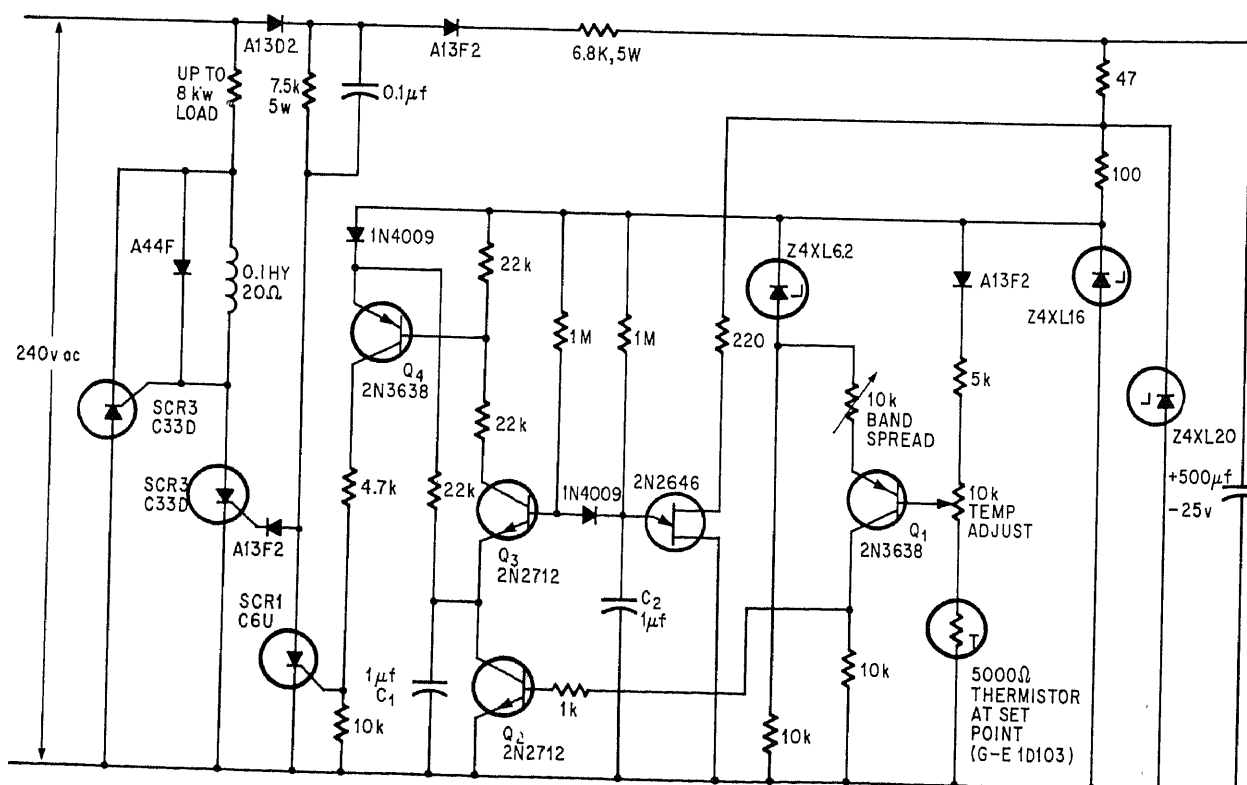 A13D2
A13F2
6.8K, 5W
UP TO
8 kw
LOAD
7.5k
5w
0.1μf
47
100
A44F
0.1HY
20Ω
1N4009
22k
1M
1M
220
Z4XL6.2
A13F2
Z4XL16
240v ac
Q4
2N3638
5k
10k
BAND
SPREAD
Z4XL20
SCR3
C33D
22k
SCR3
C33D
4.7k
22k
1N4009
2N2646
10k
TEMP
ADJUST
+500μf
-25v
A13F2
Q3
2N2712
Q1
2N3638
SCR1
C6U
C2
1μf
T
1μf
C1
10k
1k
Q2
2N2712
10k
10k
5000Ω
THERMISTOR
AT SET
POINT
(G-E 1D103)